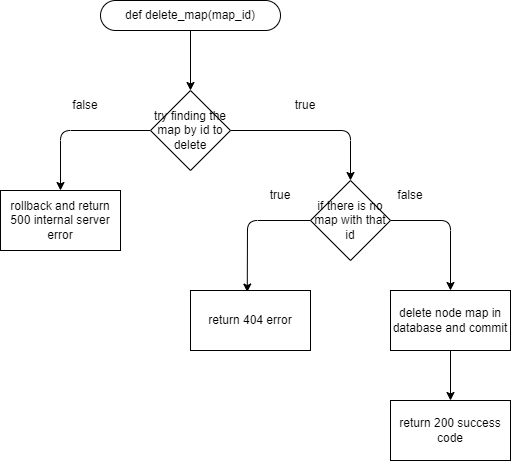 def delete_map(map_id)
false
true
try finding the
map by id to
delete
true
false
rollback and return
500 internal server
error
if there is no
map with that
id
return 404 error
delete node map in
database and commit
return 200 success
code